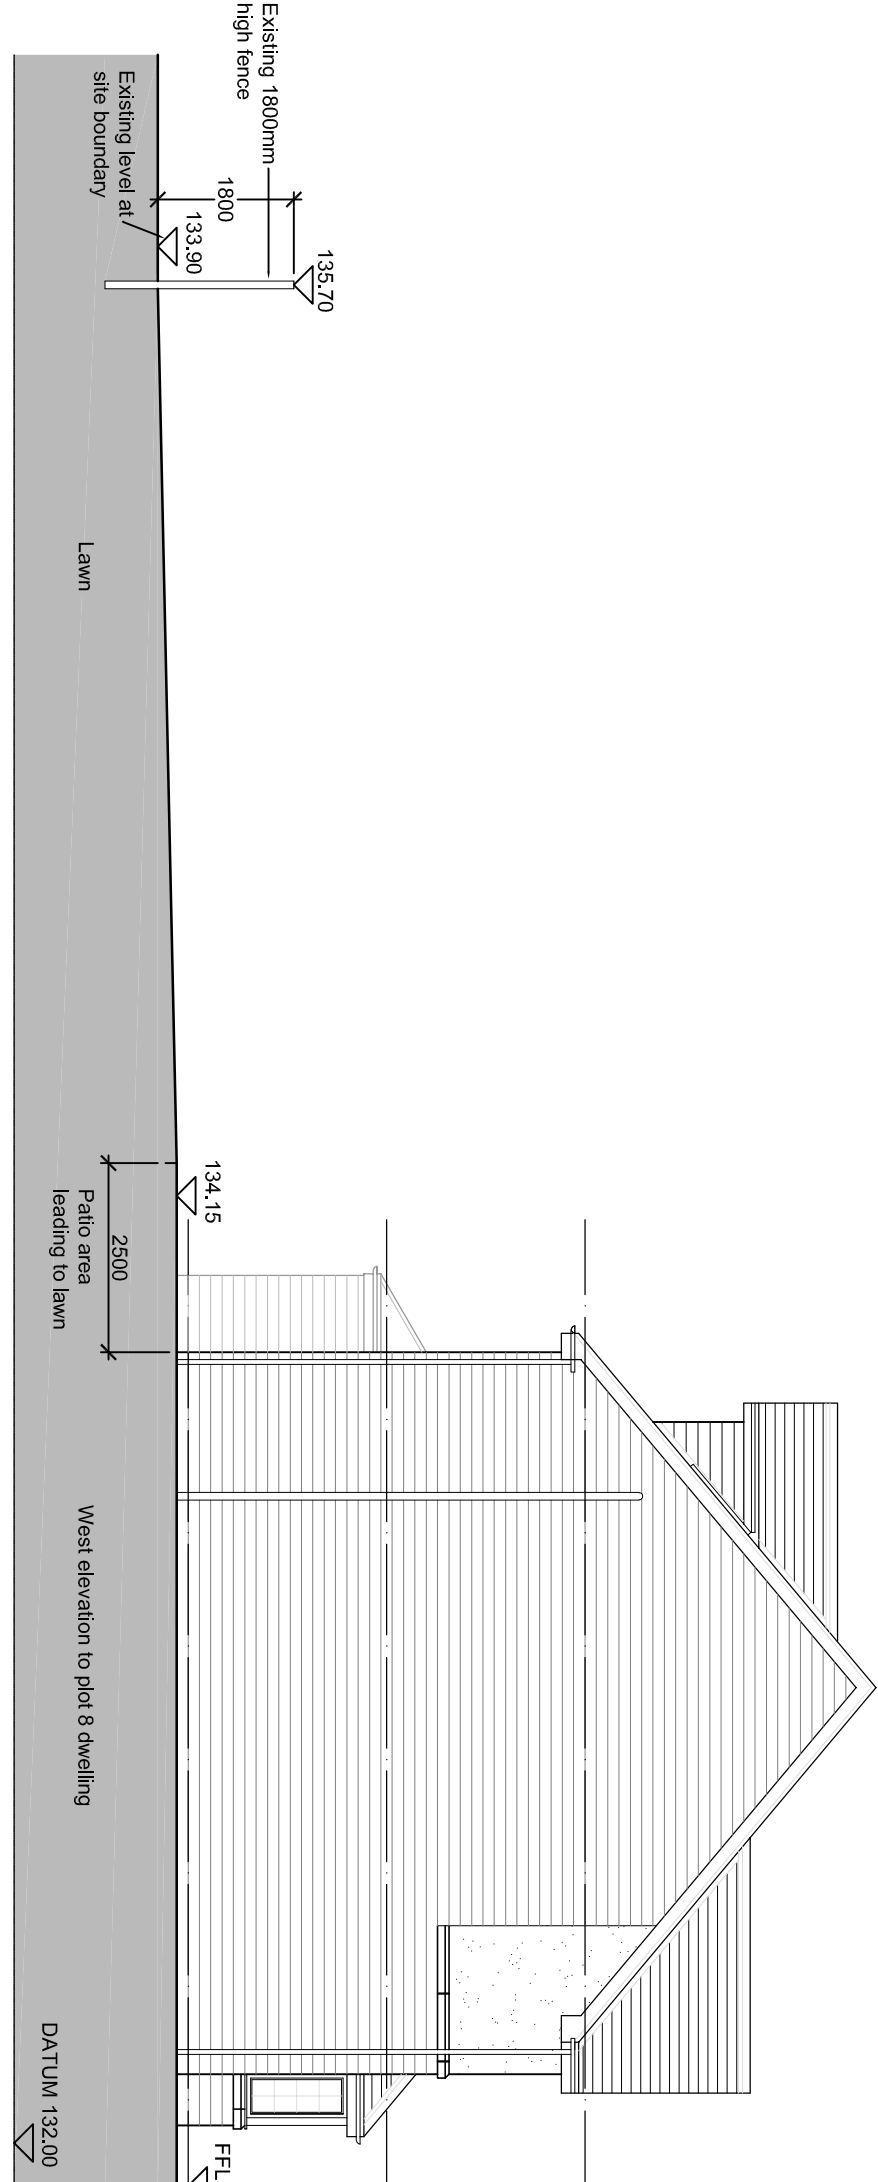 Existing 1800mm
high fence
135.70
1800
133.90
Existing level at
site boundary
Lawn
134.15
2500
Patio area
leading to lawn
West elevation to plot 8 dwelling
FFL
DATUM 132.00